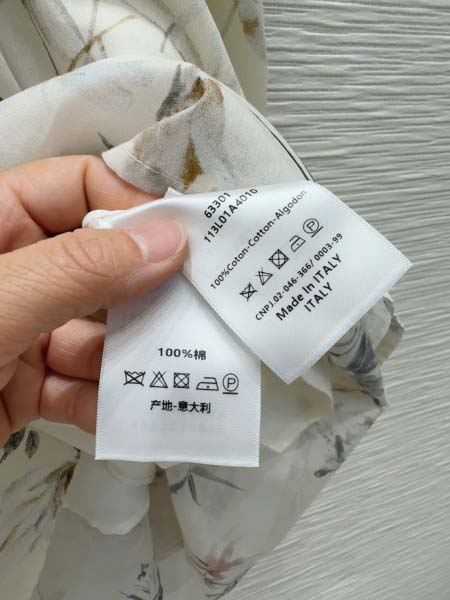 63301
113L01A4010
100%Coton-Cotton-Algodon
CNPJ.02-046-366/ 0003-99
Made In ITALY
ITALY
100%棉
P
产地-意大利